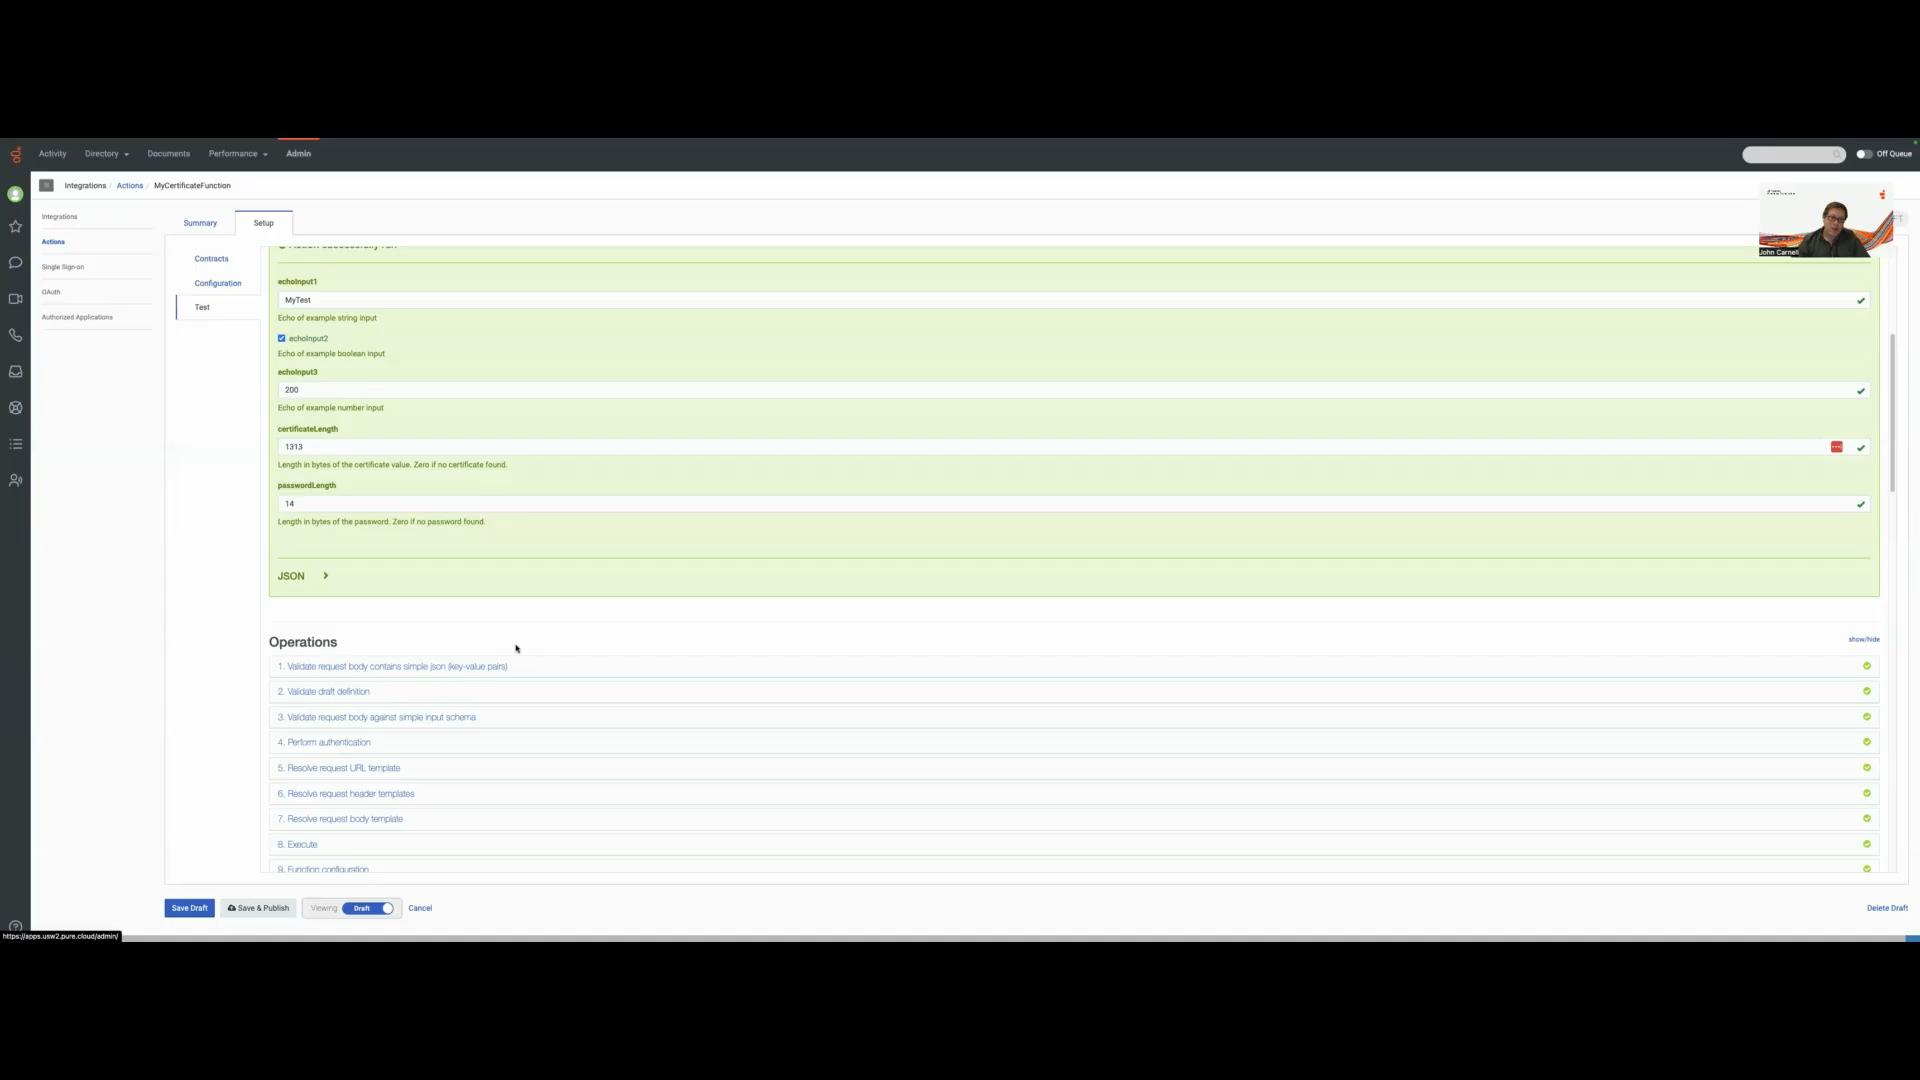 Activity
Directory
Documents
Performance
Admin
Off Queue
Integrations / Actions / MyCertificateFunction
Integrations
Actions
Single Sign-on
OAuth
Authorized Applications
Summary
Setup
Contracts
Configuration
Test
Action successfully run
echoInput1
MyTest
Echo of example string input
echoInput2
Echo of example boolean input
echoInput3
200
Echo of example number input
certificateLength
1313
Length in bytes of the certificate value. Zero if no certificate found.
passwordLength
14
Length in bytes of the password. Zero if no password found.
JSON
John Carnell
Operations
show/hide
1. Validate request body contains simple json (key-value pairs)
2. Validate draft definition
3. Validate request body against simple input schema
4. Perform authentication
5. Resolve request URL template
6. Resolve request header templates
7. Resolve request body template
8. Execute
9. Function configuration
Save Draft
Save & Publish
Viewing
Draft
Cancel
Delete Draft
https://apps.usw2.pure.cloud/admin/